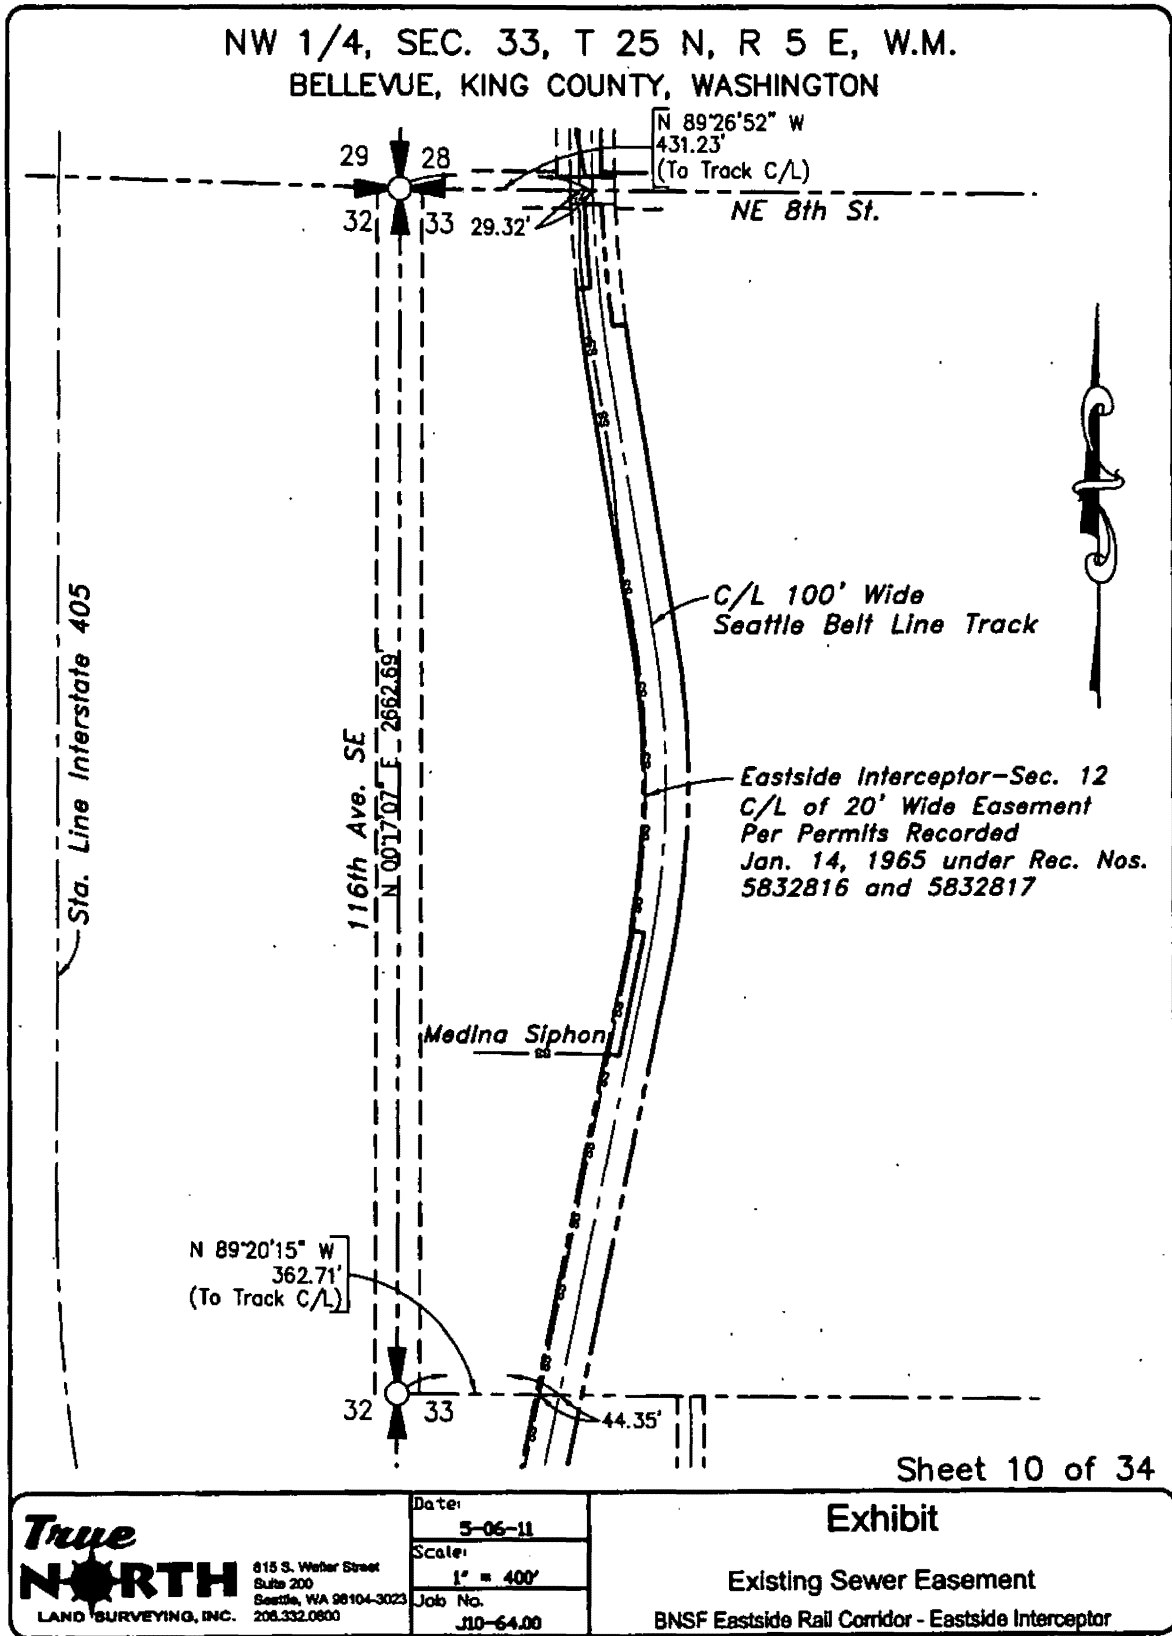 NW 1/4, SEC. 33, T 25 N, R 5 E, W.M.
BELLEVUE, KING COUNTY, WASHINGTON
N 89°26'52" W
431.23'
(To Track C/L)
29
28
32
33
29.32'
NE 8th St.
C/L 100' Wide
Seattle Belt Line Track
Sta. Line Interstate 405
116th Ave. SE
N 00°17'07" E 2662.69'
Eastside Interceptor-Sec. 12
C/L of 20' Wide Easement
Per Permits Recorded
Jan. 14, 1965 under Rec. Nos.
5832816 and 5832817
Medina Siphon
N 89°20'15" W
362.71'
(To Track C/L)
32
33
44.35'
Sheet 10 of 34
True
NORTH
LAND SURVEYING, INC.
815 S. Weller Street
Suite 200
Seattle, WA 98104-3023
206.332.0800
Date:
5-06-11
Scale:
1" = 400'
Job No.
J10-64.00
Exhibit
Existing Sewer Easement
BNSF Eastside Rail Corridor - Eastside Interceptor